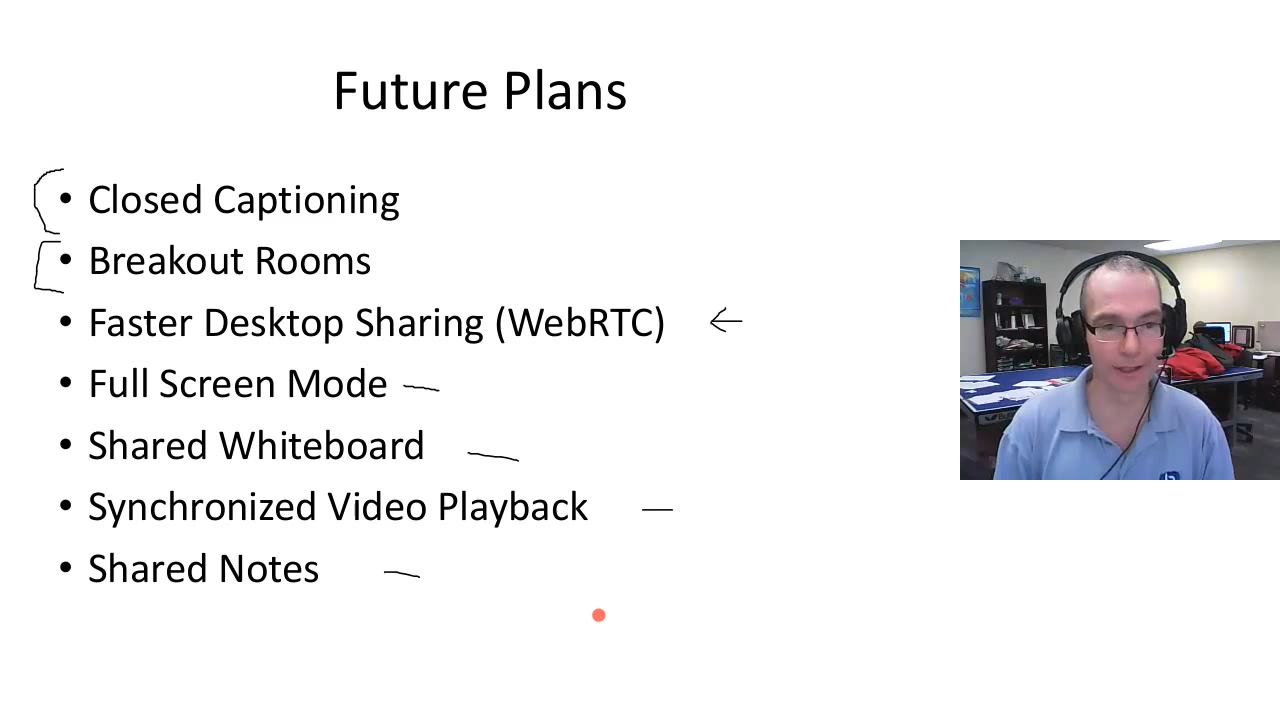 Future Plans
• Closed Captioning
• Breakout Rooms
• Faster Desktop Sharing (WebRTC)
• Full Screen Mode
• Shared Whiteboard
• Synchronized Video Playback
• Shared Notes